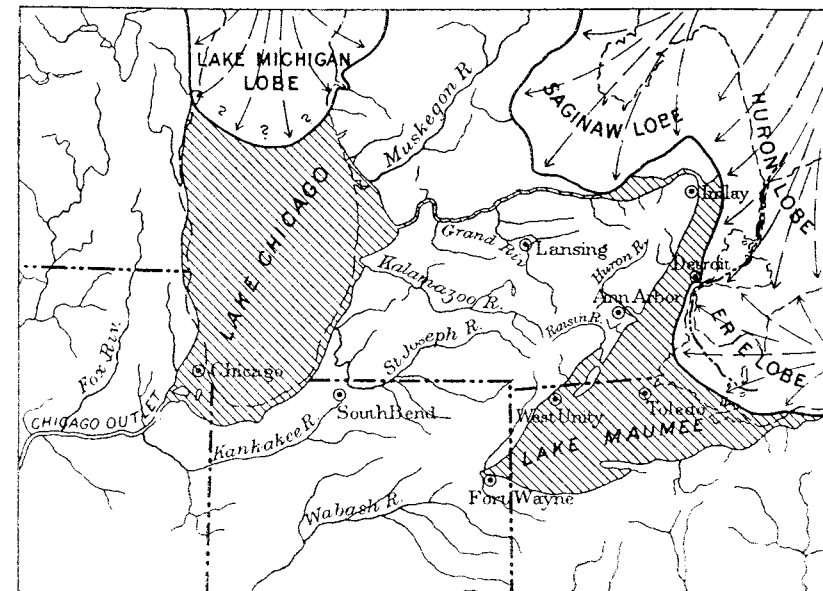 LAKE MICHIGAN
LOBE
? ? ?
Muskegon R
SAGINAW LOBE
HURON LOBE
Imlay
LAKE CHICAGO
Grand Riv
Lansing
Huron R.
Detroit
Kalamazoo R.
Ann Arbor
Raisin R.
ERIE LOBE
Fox Riv.
St Joseph R.
Chicago
CHICAGO OUTLET
South Bend
West Unity
Toledo
Kankakee R
LAKE MAUMEE
Fort Wayne
Wabash R.